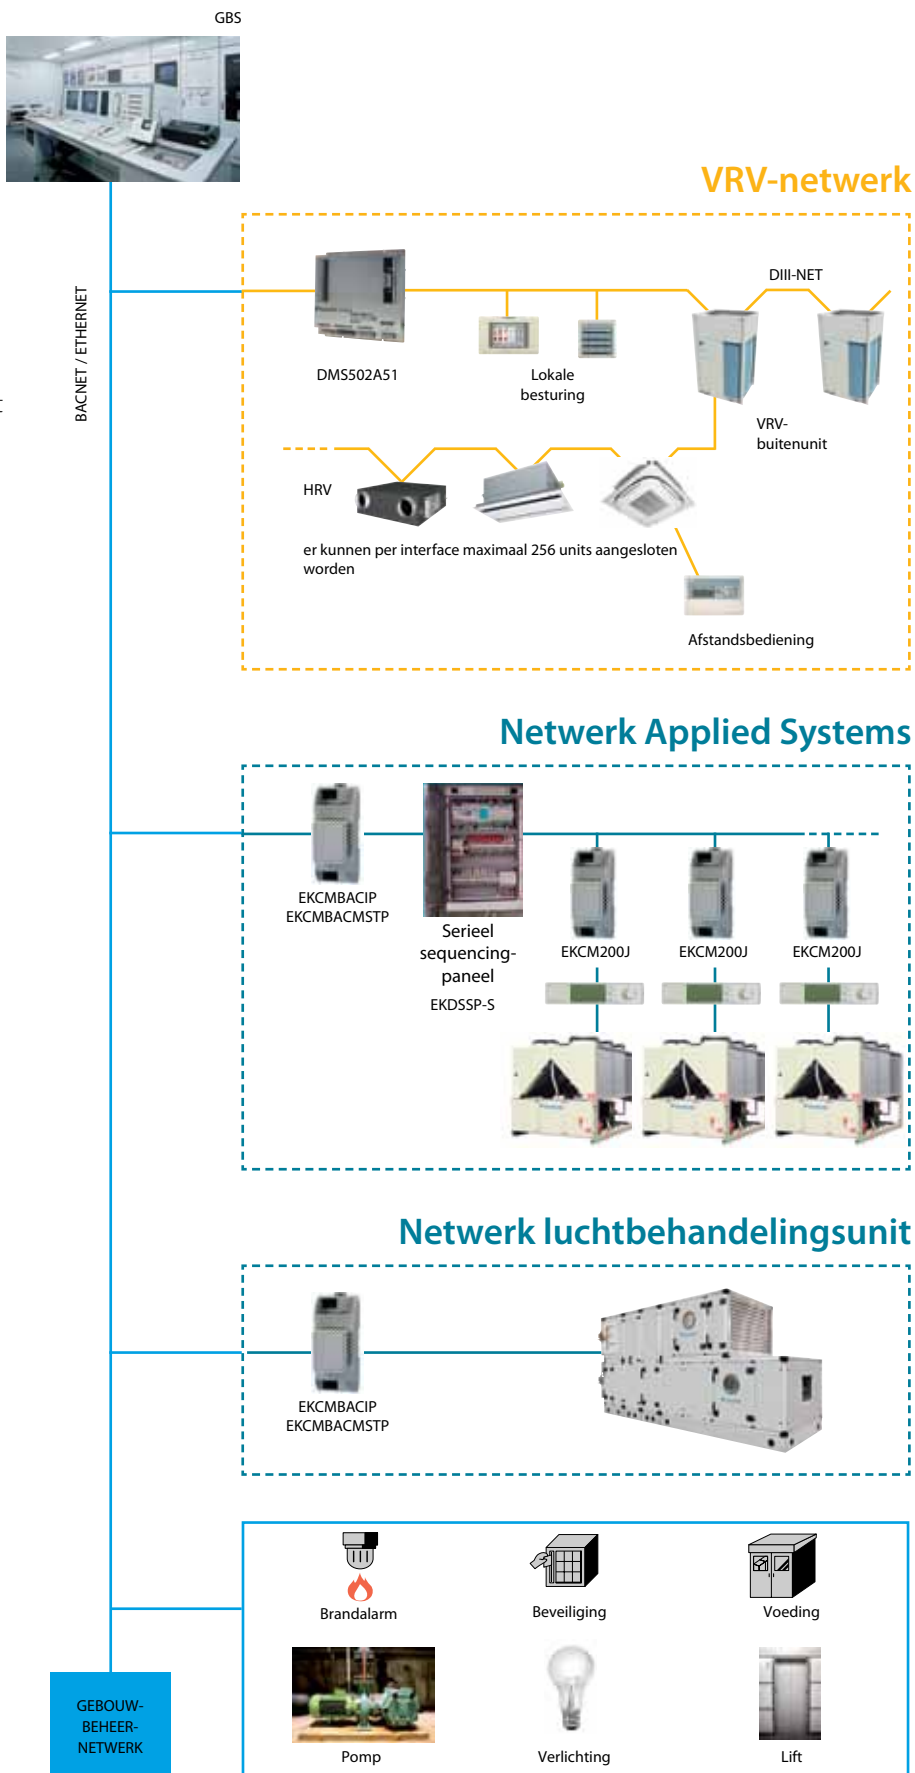 GBS
BACNET / ETHERNET
VRV-netwerk
DIII-NET
DMS502A51
Lokale
besturing
VRV-
buitenunit
HRV
er kunnen per interface maximaal 256 units aangesloten
worden
Afstandsbediening
Netwerk Applied Systems
EKCMBACIP
EKCMBACMSTP
Serieel
sequencing-
paneel
EKDSSP-S
EKCM200J
EKCM200J
EKCM200J
Netwerk luchtbehandelingsunit
EKCMBACIP
EKCMBACMSTP
Brandalarm
Beveiliging
Voeding
GEBOUW-
BEHEER-
NETWERK
Pomp
Verlichting
Lift